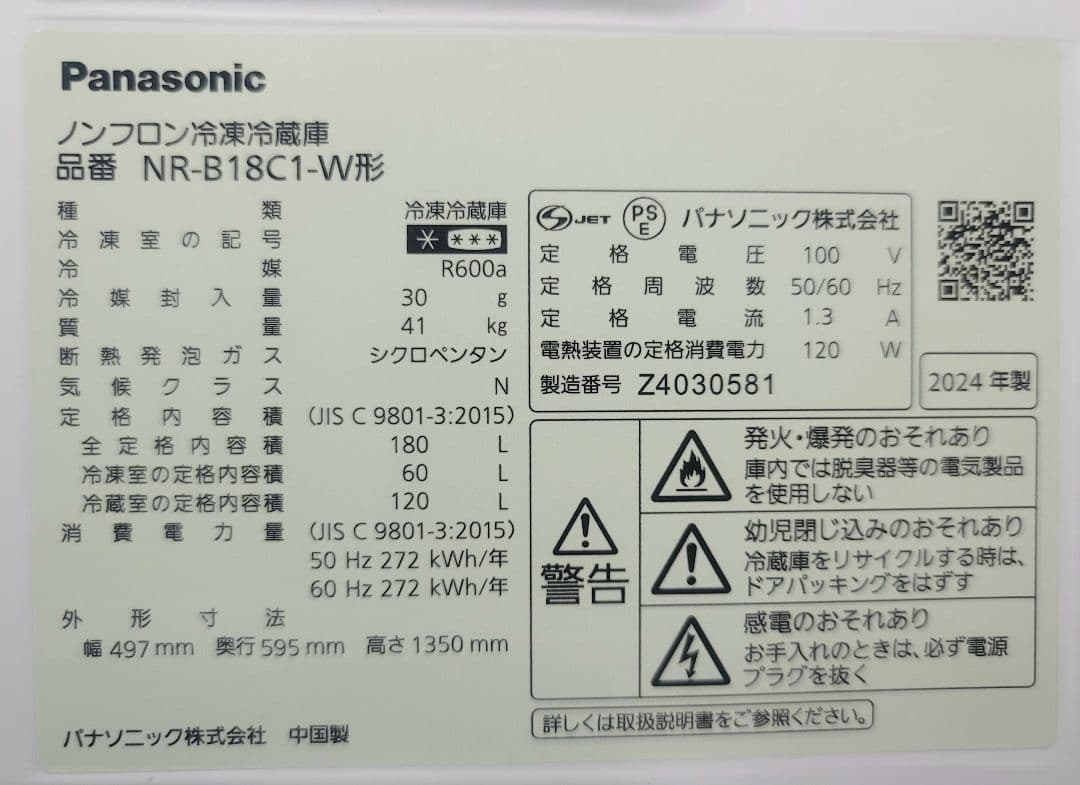 Panasonic
ノンフロン冷凍冷蔵庫
品番 NR-B18C1-W形
種類 冷凍冷蔵庫
冷凍室の記号 * ***
冷媒 R600a
冷媒封入量 30 g
質量 41 kg
断熱発泡ガス シクロペンタン
気候クラス N
定格内容積 (JIS C 9801-3:2015)
全定格内容積 180 L
冷凍室の定格内容積 60 L
冷蔵室の定格内容積 120 L
消費電力量 (JIS C 9801-3:2015)
50 Hz 272 kWh/年
60 Hz 272 kWh/年
外形寸法
幅 497 mm 奥行 595 mm 高さ 1350 mm
パナソニック株式会社 中国製
JET PSE パナソニック株式会社
定格電圧 100 V
定格周波数 50/60 Hz
定格電流 1.3 A
電熱装置の定格消費電力 120 W
製造番号 Z4030581
2024 年製
警告
発火・爆発のおそれあり
庫内では脱臭器等の電気製品
を使用しない
幼児閉じ込みのおそれあり
冷蔵庫をリサイクルする時は、
ドアパッキングをはずす
感電のおそれあり
お手入れのときは、必ず電源
プラグを抜く
詳しくは取扱説明書をご参照ください。